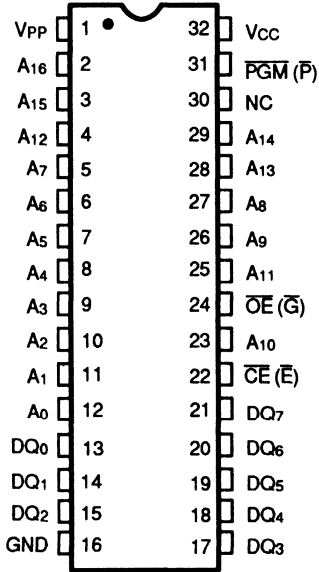 VPP 1 32 VCC
A16 2 31 PGM (P)
A15 3 30 NC
A12 4 29 A14
A7 5 28 A13
A6 6 27 A8
A5 7 26 A9
A4 8 25 A11
A3 9 24 OE (G)
A2 10 23 A10
A1 11 22 CE (E)
A0 12 21 DQ7
DQ0 13 20 DQ6
DQ1 14 19 DQ5
DQ2 15 18 DQ4
GND 16 17 DQ3